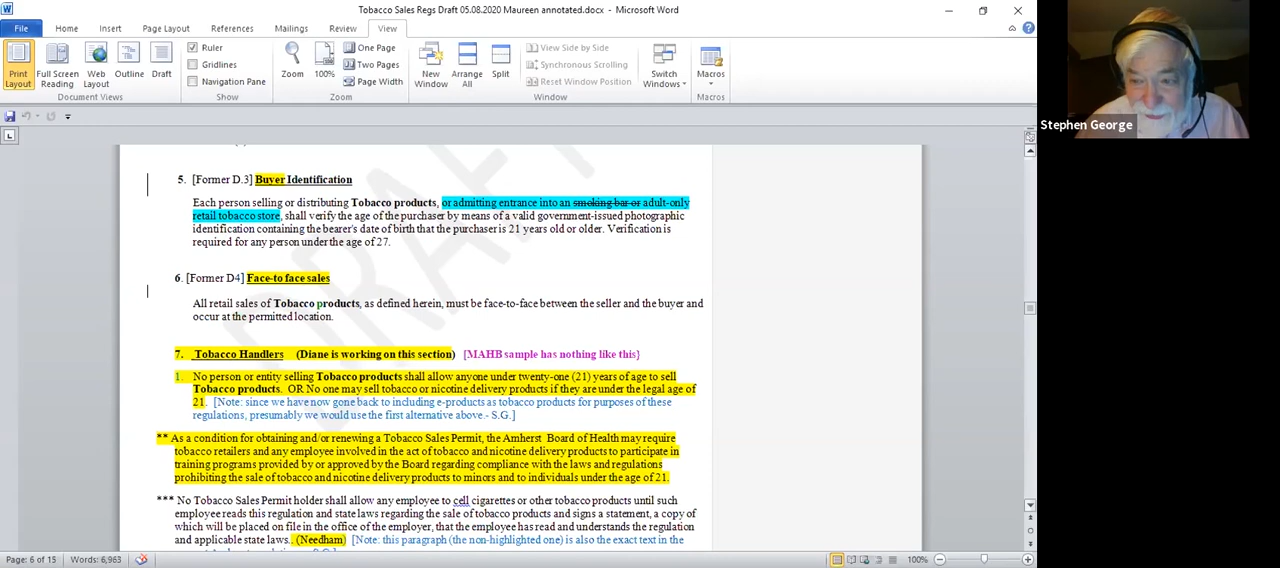 Tobacco Sales Regs Draft 05.08.2020 Maureen annotated.docx - Microsoft Word
File Home Insert Page Layout References Mailings Review View
Print Layout
Full Screen Reading
Web Layout
Outline
Draft
Document Views
Ruler
Gridlines
Navigation Pane
Show
Zoom
100%
One Page
Two Pages
Page Width
Zoom
New Window
Arrange All
Split
View Side by Side
Synchronous Scrolling
Reset Window Position
Window
Switch Windows
Macros
Macros
Stephen George
DRAFT
5. [Former D.3] Buyer Identification
Each person selling or distributing Tobacco products, or admitting entrance into an smoking bar or adult-only
retail tobacco store, shall verify the age of the purchaser by means of a valid government-issued photographic
identification containing the bearer's date of birth that the purchaser is 21 years old or older. Verification is
required for any person under the age of 27.
6. [Former D4] Face-to face sales
All retail sales of Tobacco products, as defined herein, must be face-to-face between the seller and the buyer and
occur at the permitted location.
7. Tobacco Handlers (Diane is working on this section) [MAHB sample has nothing like this}
1. No person or entity selling Tobacco products shall allow anyone under twenty-one (21) years of age to sell
Tobacco products. OR No one may sell tobacco or nicotine delivery products if they are under the legal age of
21. [Note: since we have now gone back to including e-products as tobacco products for purposes of these
regulations, presumably we would use the first alternative above.- S.G.]
** As a condition for obtaining and/or renewing a Tobacco Sales Permit, the Amherst Board of Health may require
tobacco retailers and any employee involved in the act of tobacco and nicotine delivery products to participate in
training programs provided by or approved by the Board regarding compliance with the laws and regulations
prohibiting the sale of tobacco and nicotine delivery products to minors and to individuals under the age of 21.
*** No Tobacco Sales Permit holder shall allow any employee to cell cigarettes or other tobacco products until such
employee reads this regulation and state laws regarding the sale of tobacco products and signs a statement, a copy of
which will be placed on file in the office of the employer, that the employee has read and understands the regulation
and applicable state laws.. (Needham) [Note: this paragraph (the non-highlighted one) is also the exact text in the
Page: 6 of 15 Words: 6,963
100%